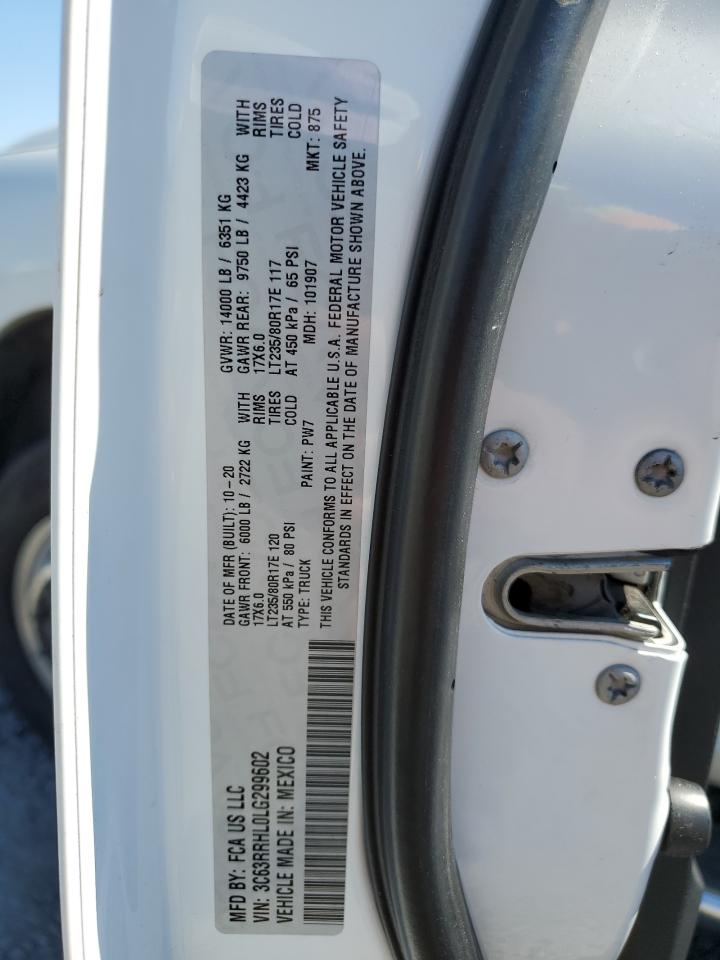 MFD BY: FCA US LLC
DATE OF MFR (BUILT): 10-20
GVWR: 14000 LB / 6351 KG
VIN: 3C63RRHL0LG299602
GAWR FRONT: 6000 LB / 2722 KG WITH
GAWR REAR: 9750 LB / 4423 KG WITH
VEHICLE MADE IN: MEXICO
17X6.0 RIMS
17X6.0 RIMS
LT235/80R17E 120 TIRES
LT235/80R17E 117 TIRES
AT 550 kPa / 80 PSI COLD
AT 450 kPa / 65 PSI COLD
TYPE: TRUCK PAINT: PW7 MDH: 101907 MKT: 875
THIS VEHICLE CONFORMS TO ALL APPLICABLE U.S.A. FEDERAL MOTOR VEHICLE SAFETY
STANDARDS IN EFFECT ON THE DATE OF MANUFACTURE SHOWN ABOVE.